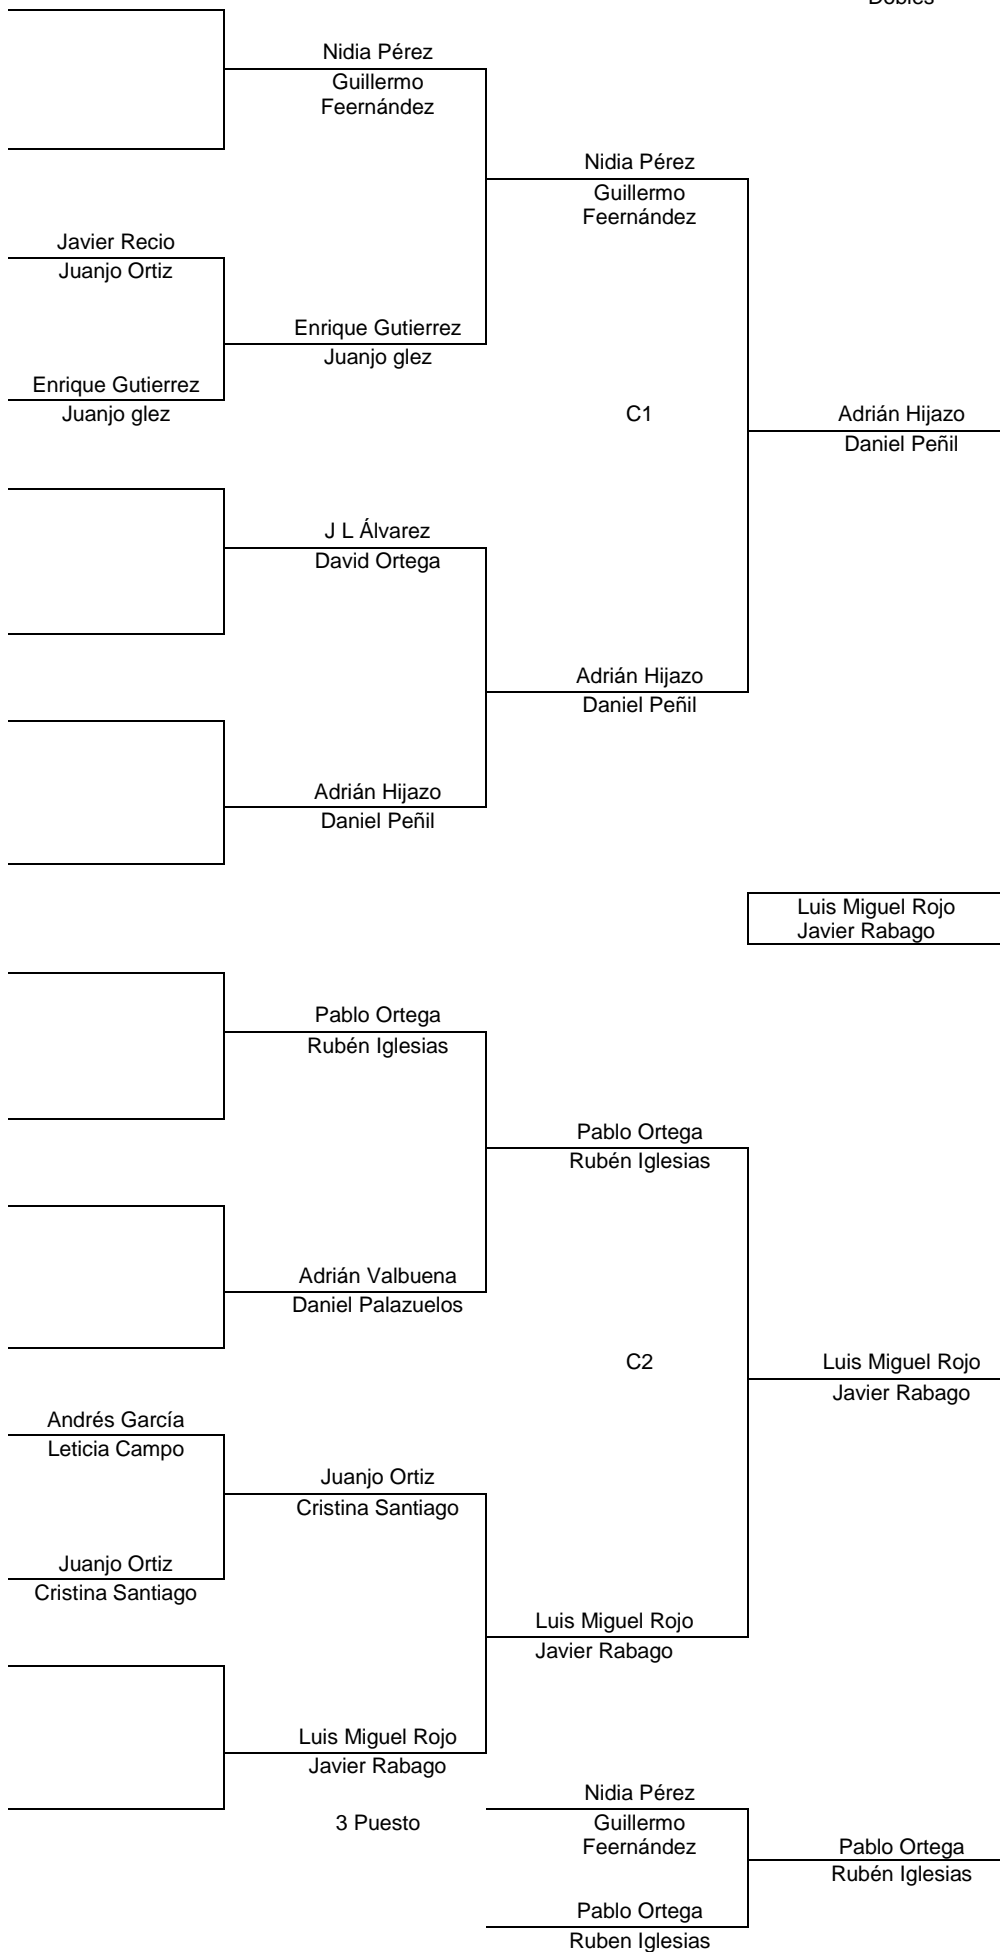 Dobles
Nidia Pérez
Guillermo
Feernández
Nidia Pérez
Guillermo
Feernández
Javier Recio
Juanjo Ortiz
Enrique Gutierrez
Juanjo glez
Enrique Gutierrez
Juanjo glez
C1
Adrián Hijazo
Daniel Peñil
J L Álvarez
David Ortega
Adrián Hijazo
Daniel Peñil
Adrián Hijazo
Daniel Peñil
Luis Miguel Rojo
Javier Rabago
Pablo Ortega
Rubén Iglesias
Pablo Ortega
Rubén Iglesias
Adrián Valbuena
Daniel Palazuelos
C2
Luis Miguel Rojo
Javier Rabago
Andrés García
Leticia Campo
Juanjo Ortiz
Cristina Santiago
Juanjo Ortiz
Cristina Santiago
Luis Miguel Rojo
Javier Rabago
Luis Miguel Rojo
Javier Rabago
3 Puesto
Nidia Pérez
Guillermo
Feernández
Pablo Ortega
Rubén Iglesias
Pablo Ortega
Ruben Iglesias